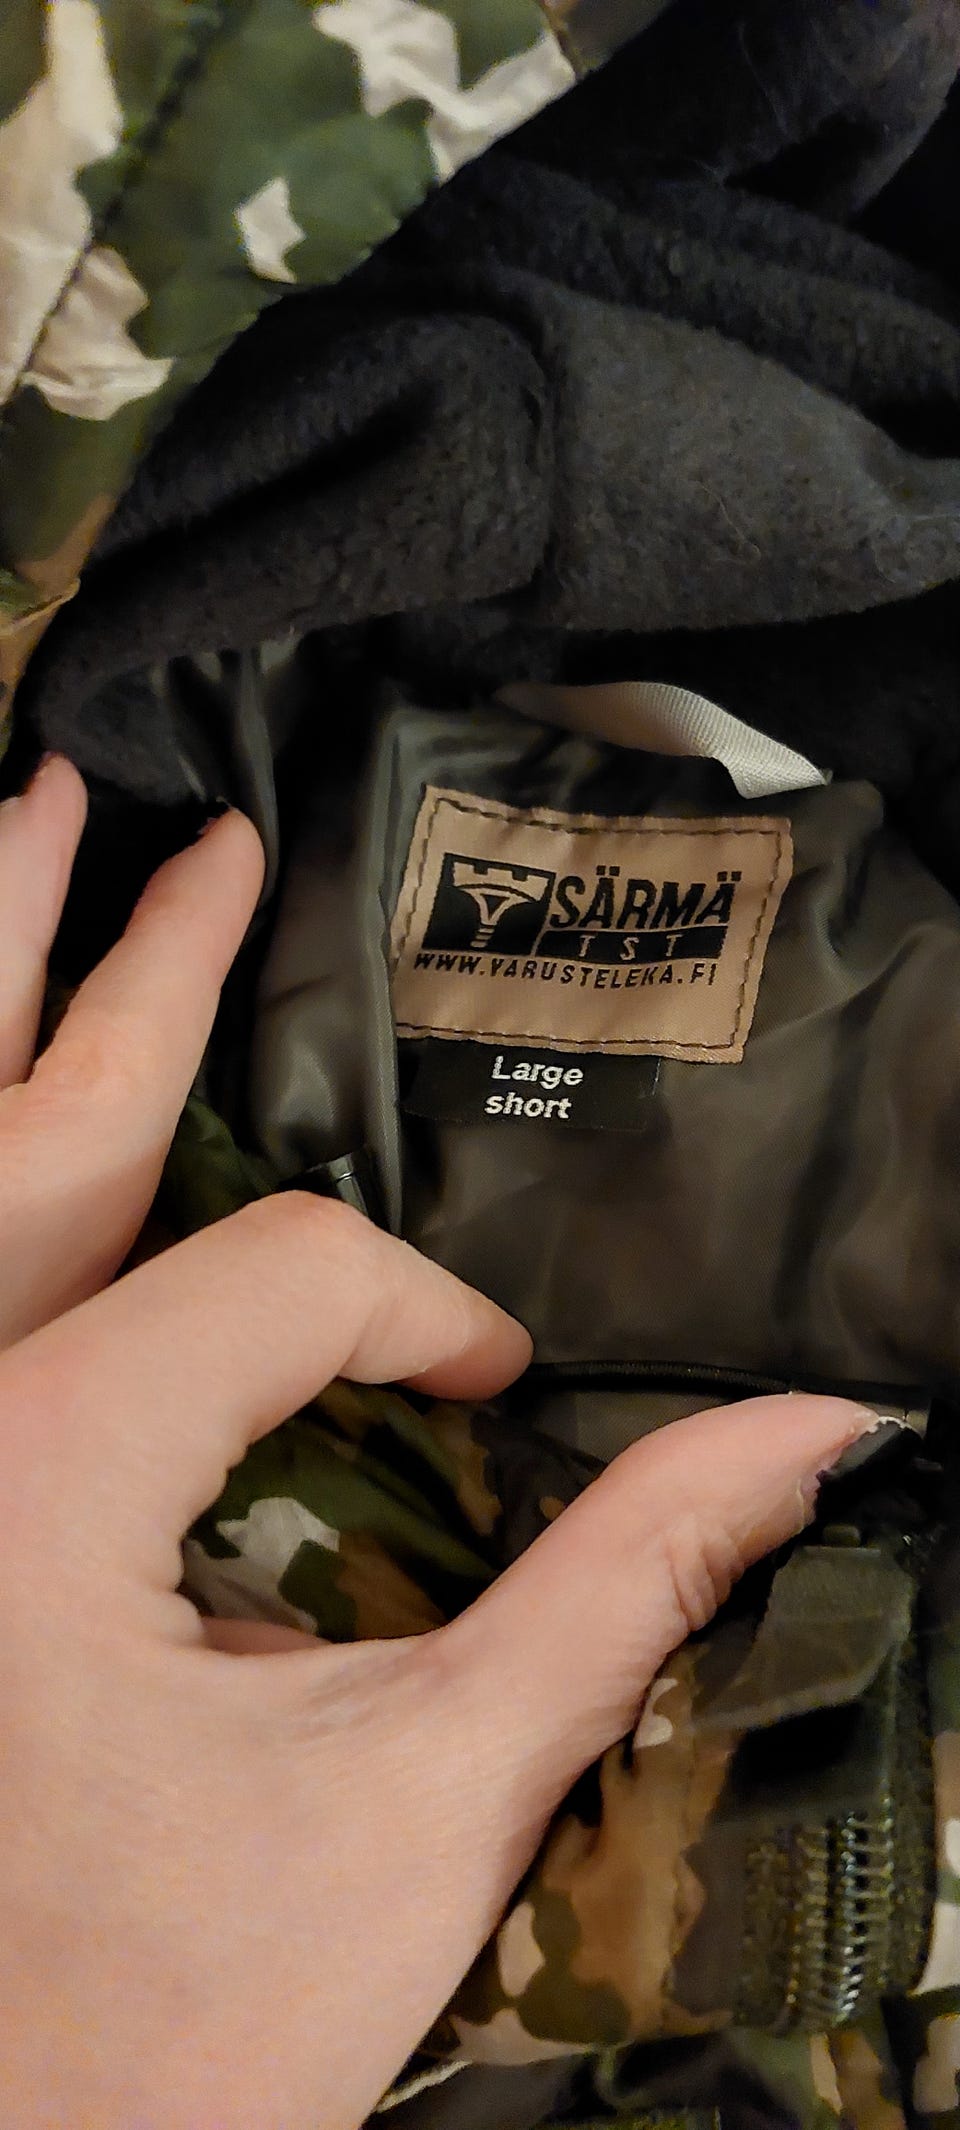 SÄRMÄ
TST
WWW.VARUSTELEKA.FI
Large
short